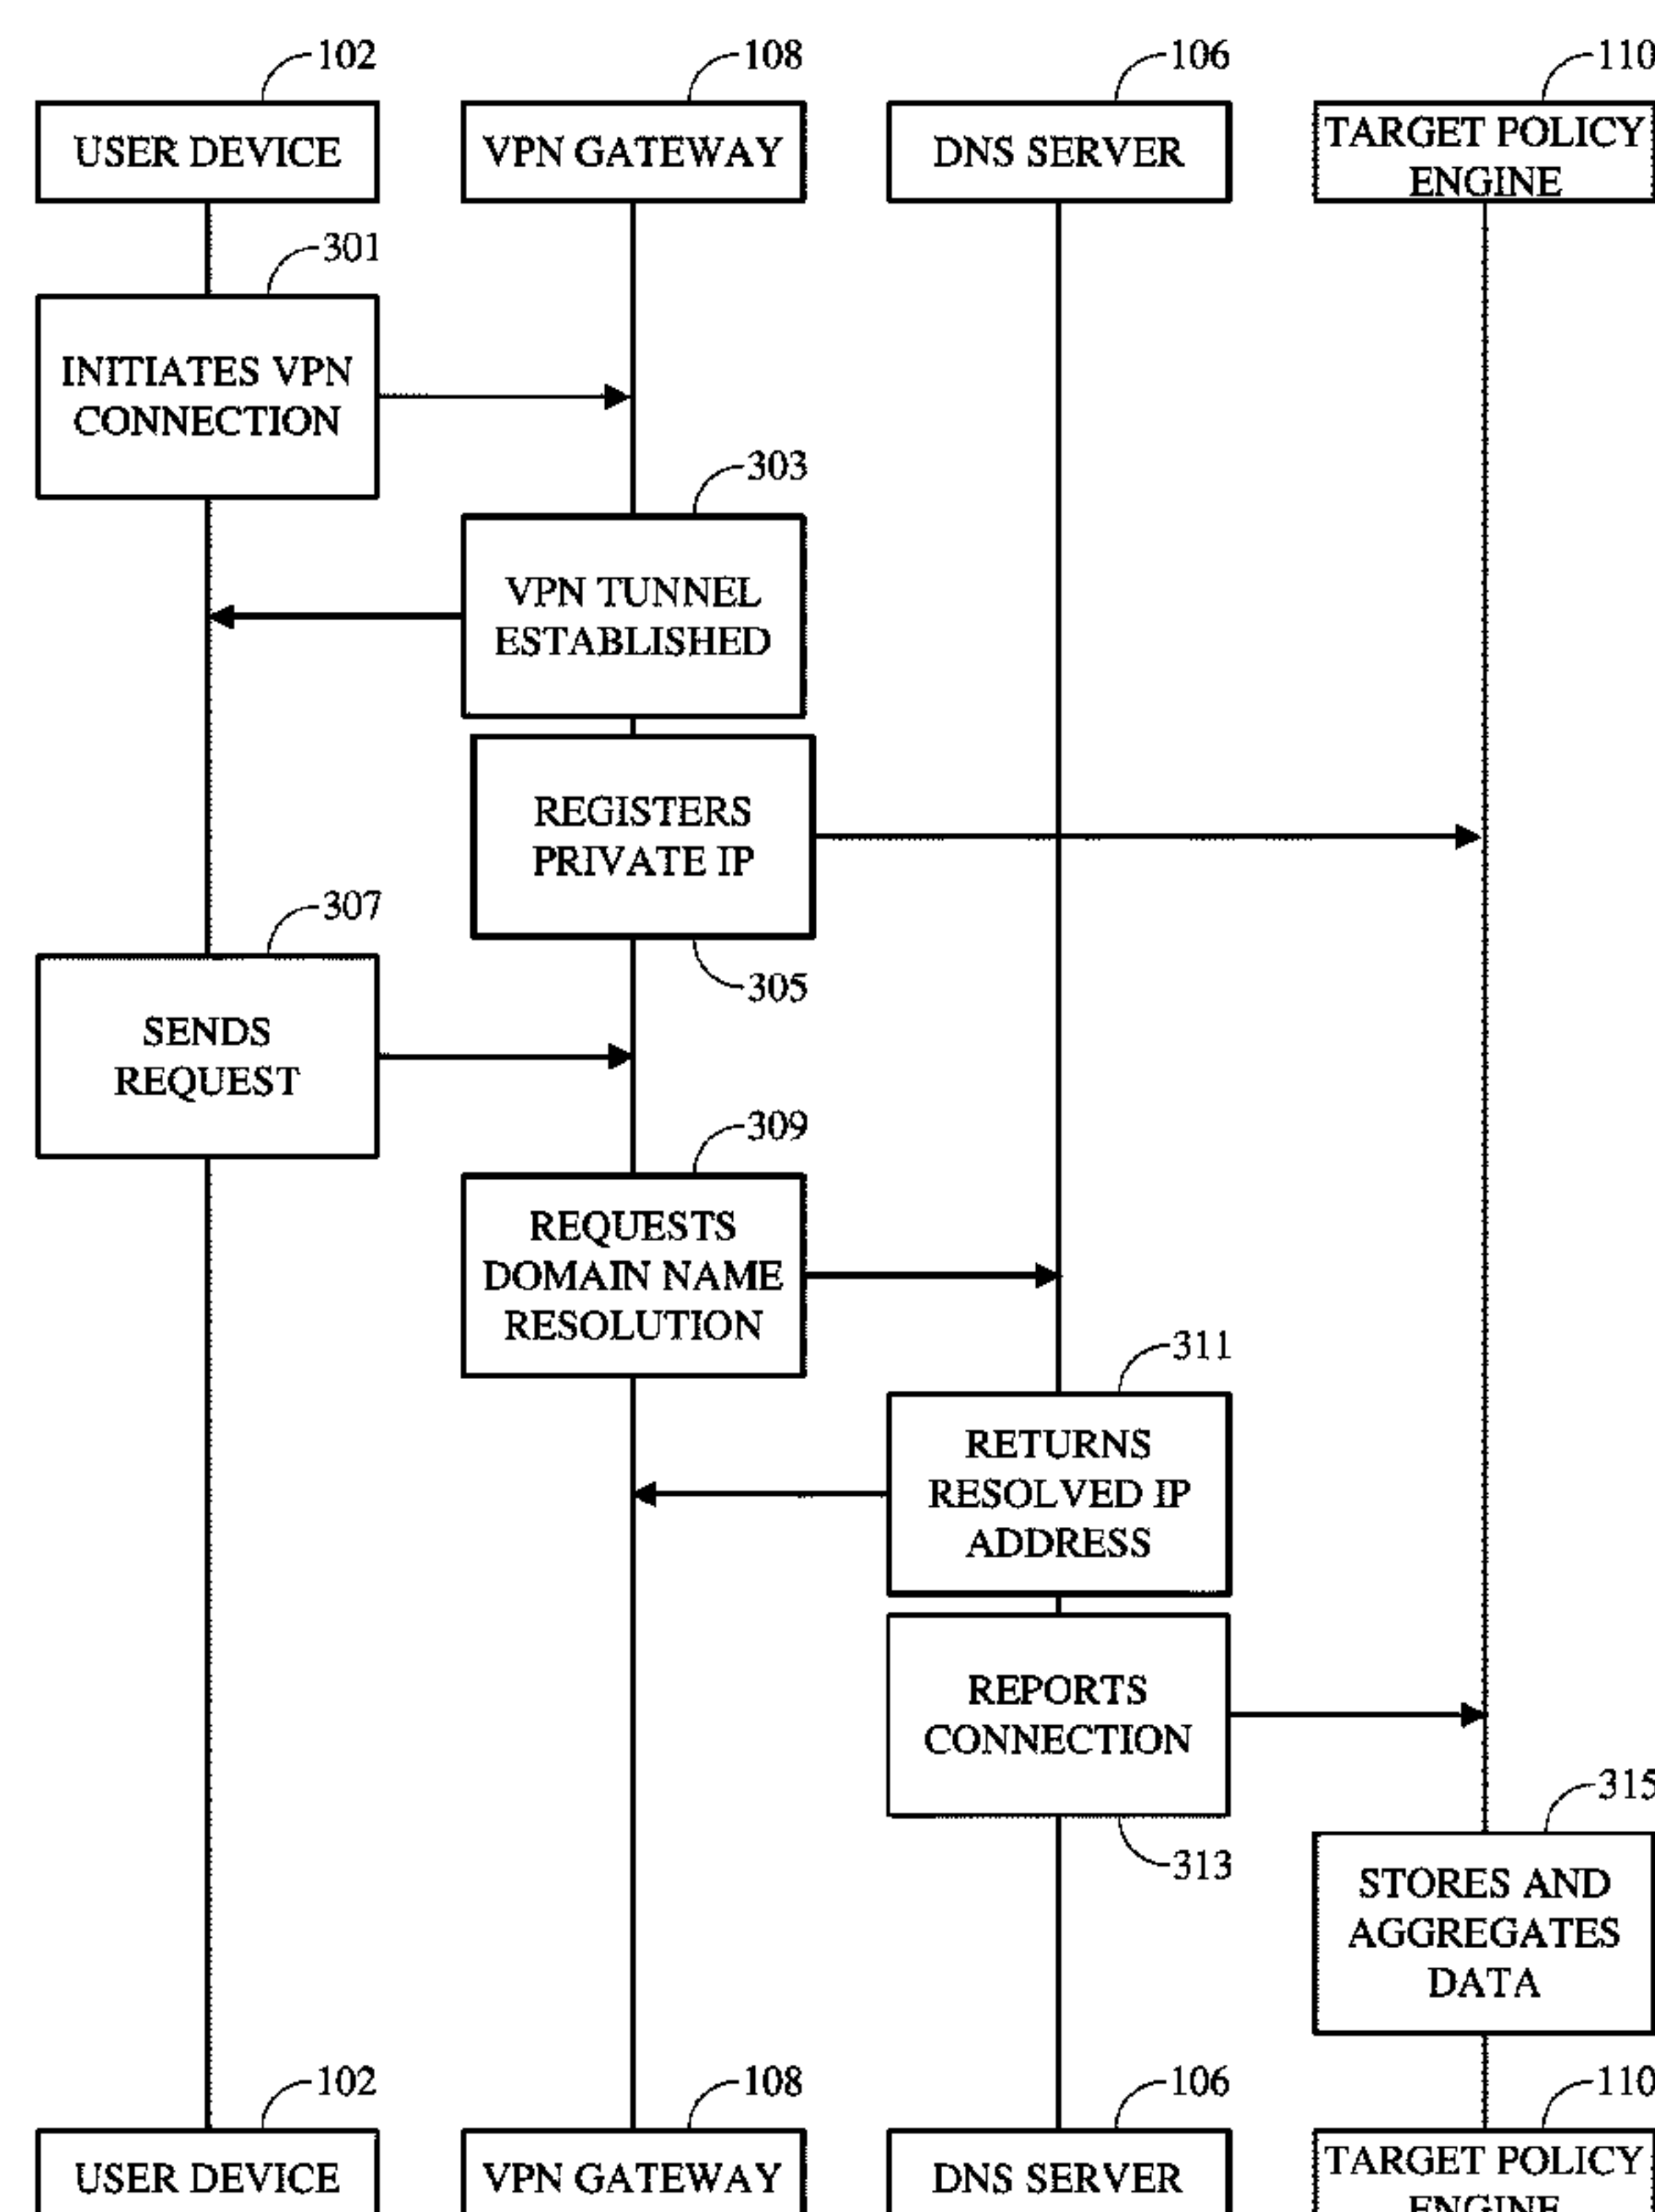 102
108
106
110
USER DEVICE
VPN GATEWAY
DNS SERVER
TARGET POLICY
ENGINE
301
INITIATES VPN
CONNECTION
303
VPN TUNNEL
ESTABLISHED
REGISTERS
PRIVATE IP
305
307
SENDS
REQUEST
309
REQUESTS
DOMAIN NAME
RESOLUTION
311
RETURNS
RESOLVED IP
ADDRESS
REPORTS
CONNECTION
313
315
STORES AND
AGGREGATES
DATA
102
108
106
110
USER DEVICE
VPN GATEWAY
DNS SERVER
TARGET POLICY
ENGINE